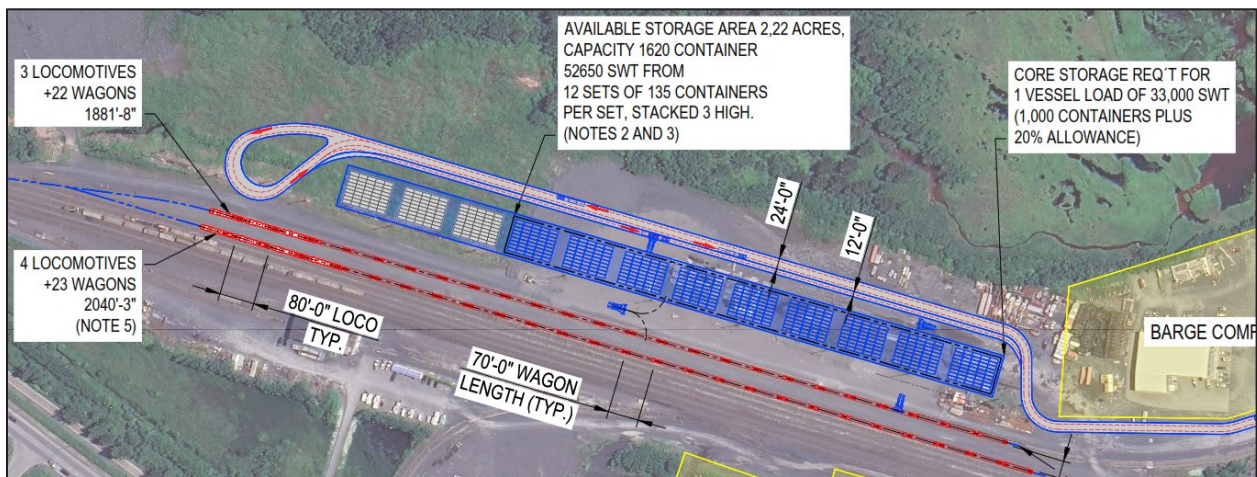 3 LOCOMOTIVES
+22 WAGONS
1881'-8"
AVAILABLE STORAGE AREA 2,22 ACRES,
CAPACITY 1620 CONTAINER
52650 SWT FROM
12 SETS OF 135 CONTAINERS
PER SET, STACKED 3 HIGH.
(NOTES 2 AND 3)
CORE STORAGE REQ´T FOR
1 VESSEL LOAD OF 33,000 SWT
(1,000 CONTAINERS PLUS
20% ALLOWANCE)
24'-0"
12'-0"
4 LOCOMOTIVES
+23 WAGONS
2040'-3"
(NOTE 5)
80'-0" LOCO
TYP.
70'-0" WAGON
LENGTH (TYP.)
BARGE COMP